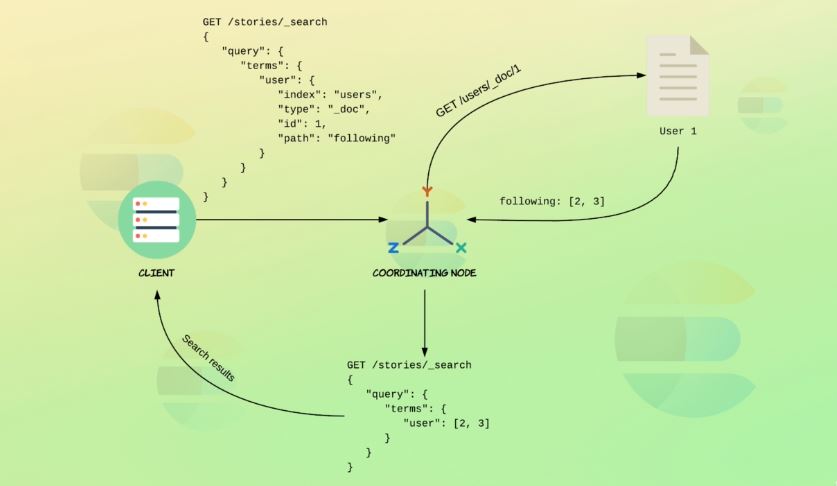 GET /stories/_search
{
"query": {
"terms": {
"user": {
"index": "users",
"type": "_doc",
"id": 1,
"path": "following"
}
}
}
}
GET /users/_doc/1
User 1
following: [2, 3]
Y
Z
X
CLIENT
COORDINATING NODE
Search results
GET /stories/_search
{
"query": {
"terms": {
"user": [2, 3]
}
}
}